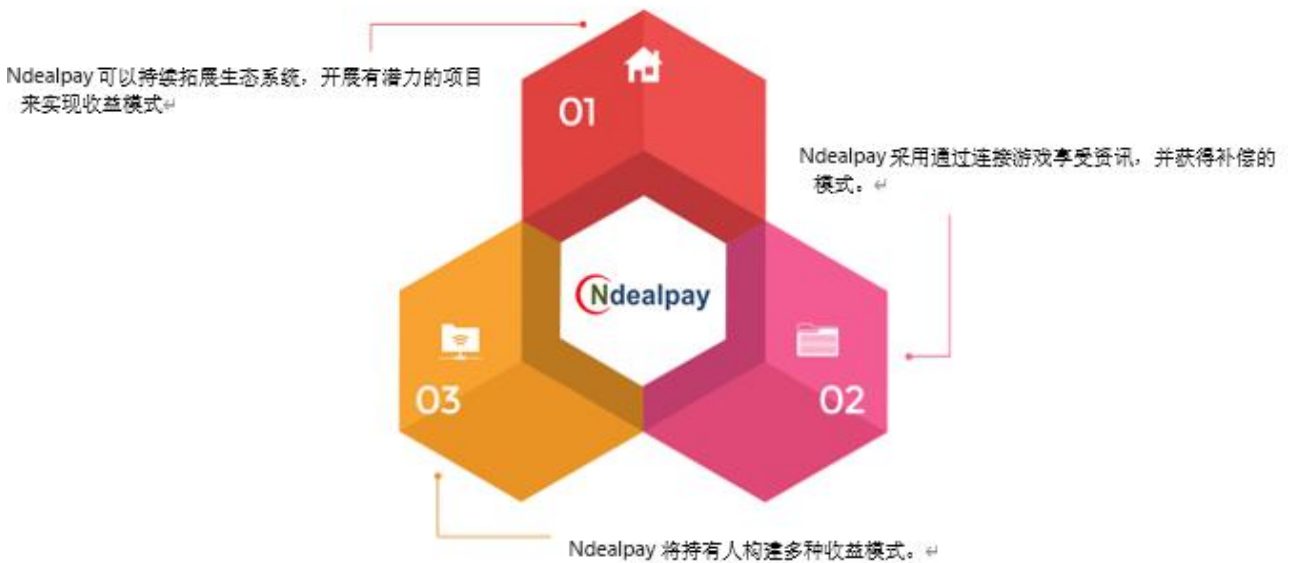 Ndealpay 可以持续拓展生态系统，开展有潜力的项目
来实现收益模式↵
01
Ndealpay 采用通过连接游戏享受资讯，并获得补偿的
模式。↵
Ndealpay
03
02
Ndealpay 将持有人构建多种收益模式。↵